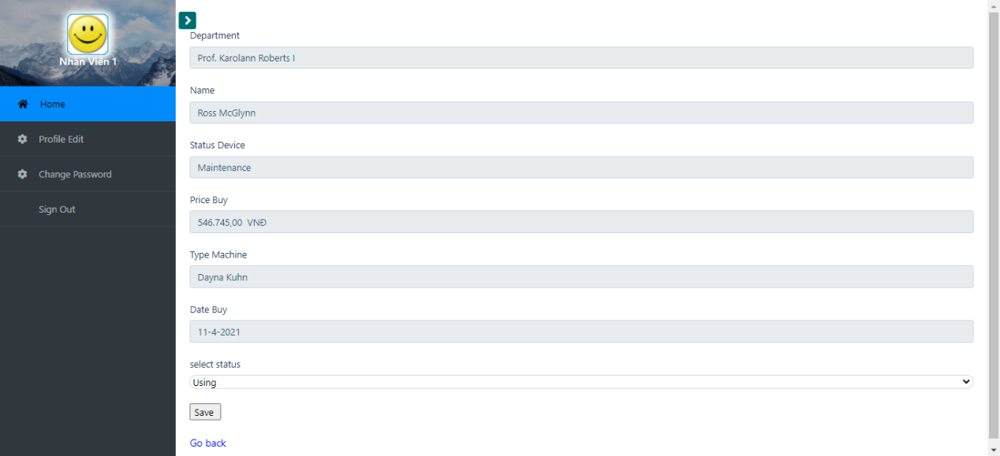 Nhân Viên 1
Home
Profile Edit
Change Password
Sign Out
Department
Prof. Karolann Roberts I
Name
Ross McGlynn
Status Device
Maintenance
Price Buy
546.745,00 VNĐ
Type Machine
Dayna Kuhn
Date Buy
11-4-2021
select status
Using
Save
Go back